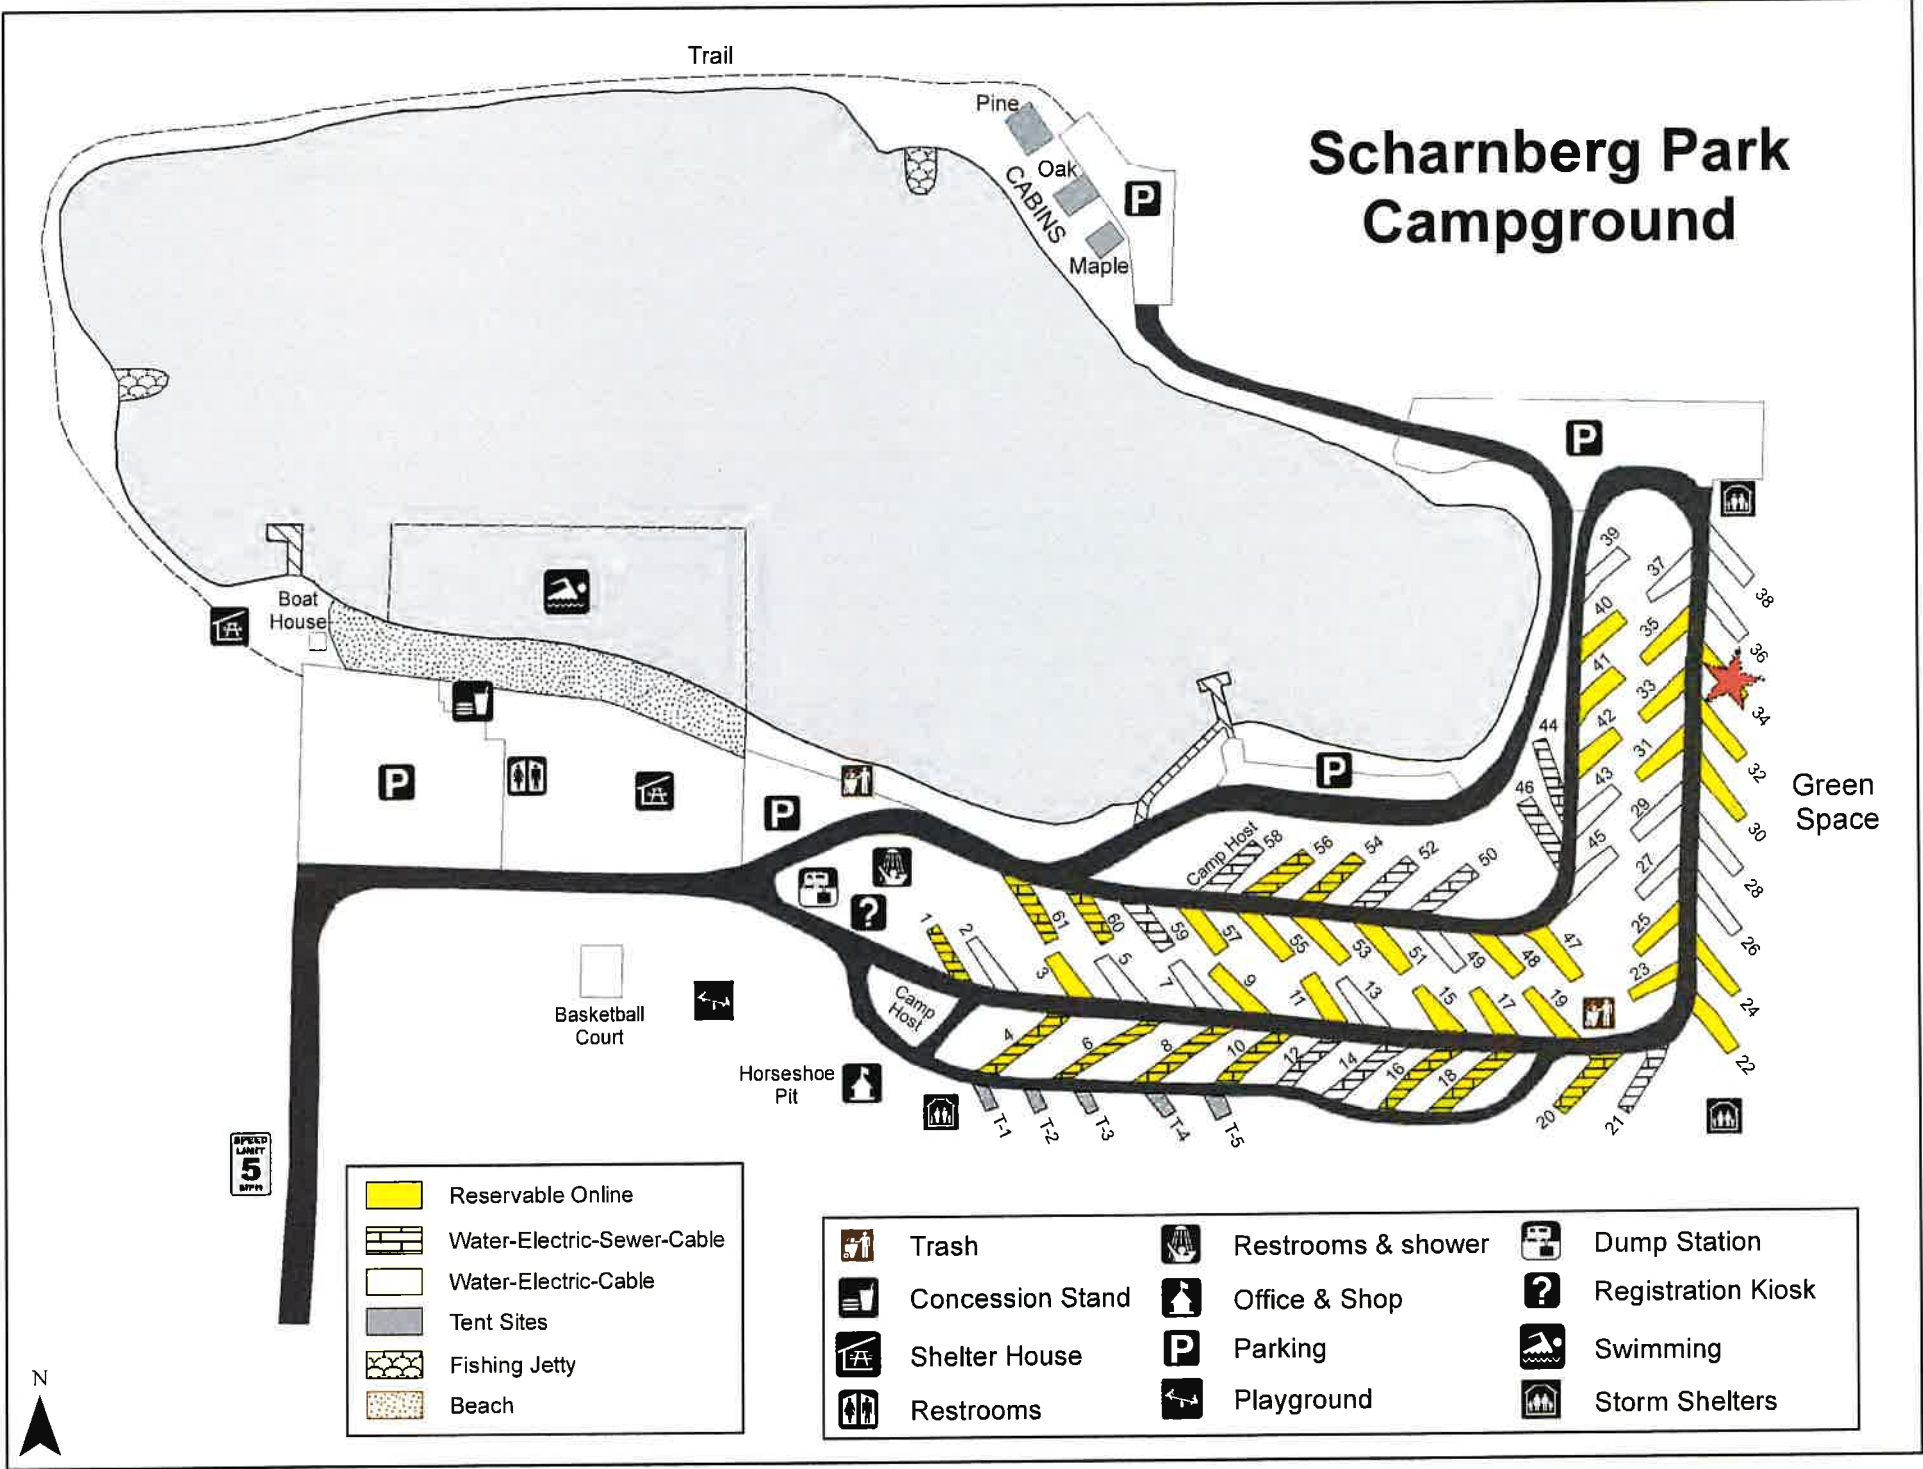 Trail
Scharnberg Park
Campground
Pine
Oak
CABINS
Maple
P
P
Boat
House
P
P
P
Green
Space
39
37
38
40
35
36
41
33
34
42
44
31
32
43
46
29
30
45
27
28
25
26
23
24
22
Camp Host
58
56
54
52
50
61
60
59
57
55
53
51
49
48
47
1
2
3
5
7
9
11
13
15
17
19
?
Camp
Host
4
6
8
10
12
14
16
18
20
21
Basketball
Court
Horseshoe
Pit
T-1
T-2
T-3
T-4
T-5
SPEED
LIMIT
5
MPH
Reservable Online
Water-Electric-Sewer-Cable
Water-Electric-Cable
Tent Sites
Fishing Jetty
Beach
Trash
Concession Stand
Shelter House
Restrooms
Restrooms & shower
Office & Shop
P Parking
Playground
Dump Station
? Registration Kiosk
Swimming
Storm Shelters
N